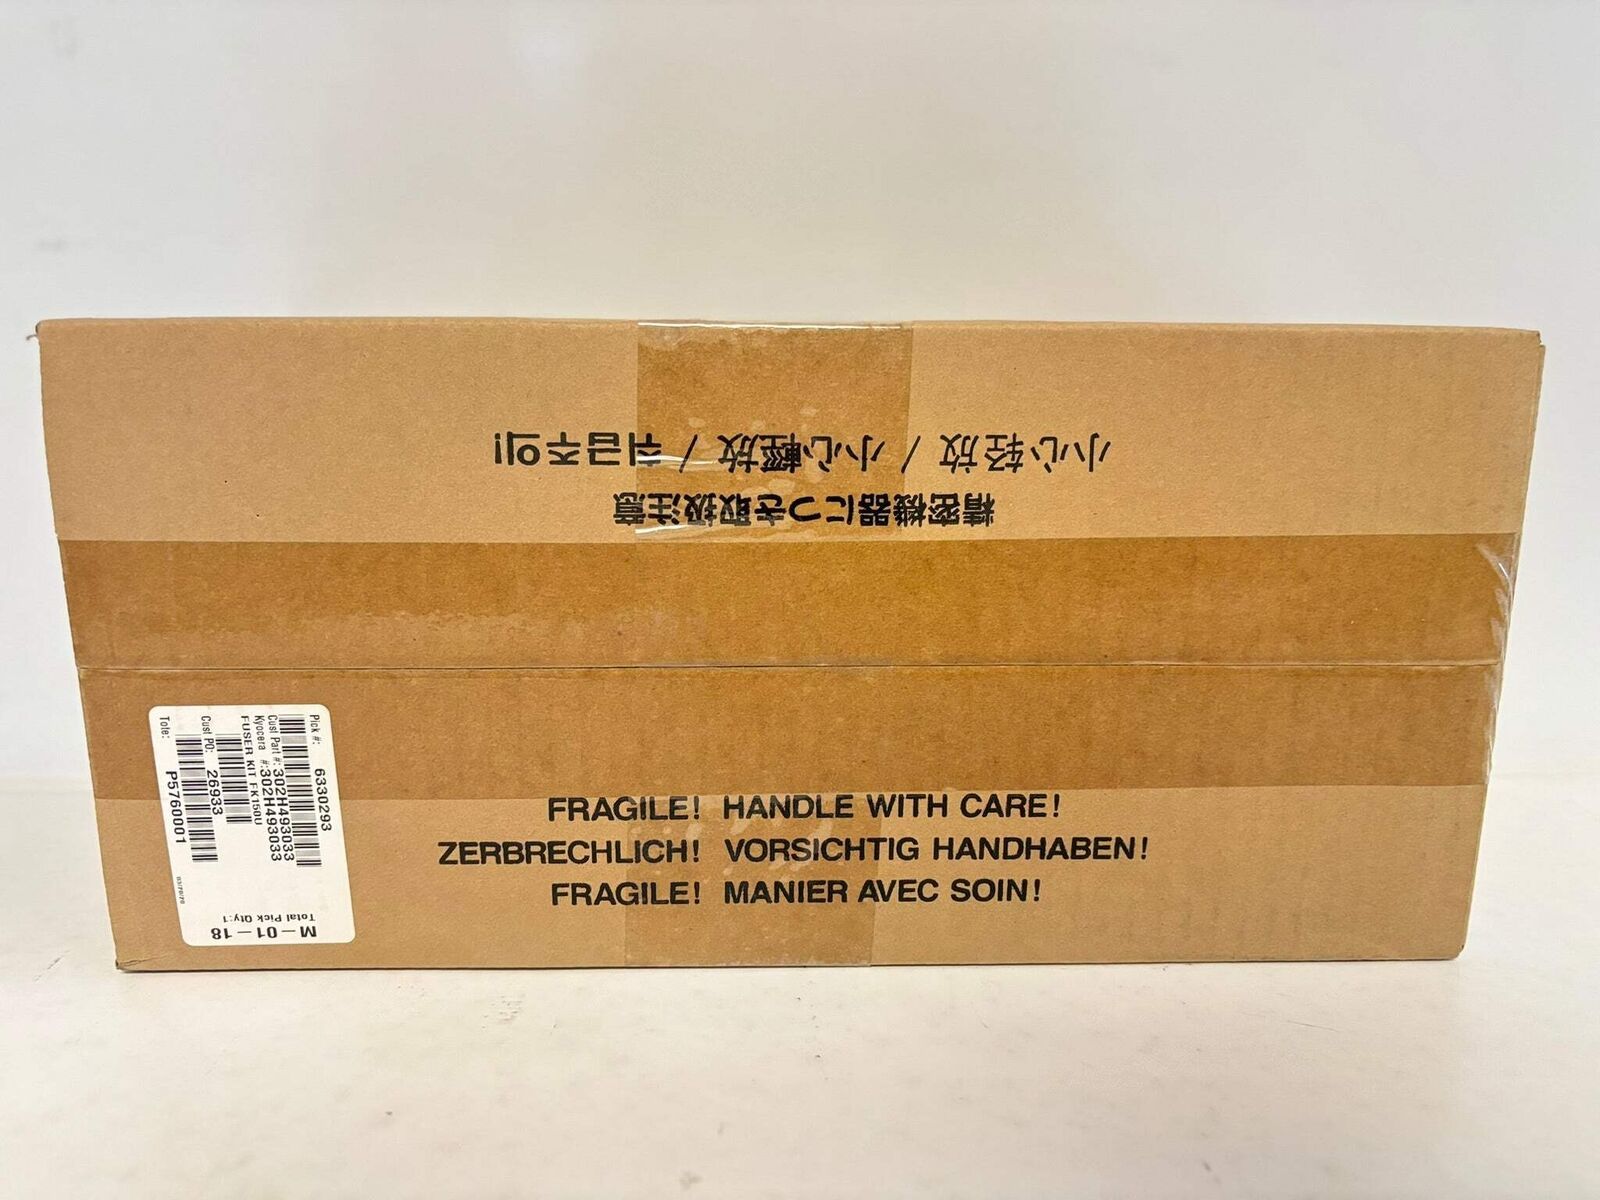 小心轻放 / 小心輕放 / 취급주의!
精密機器につき取扱注意
FRAGILE! HANDLE WITH CARE!
ZERBRECHLICH! VORSICHTIG HANDHABEN!
FRAGILE! MANIER AVEC SOIN!
Pick #: 6330293
Cust Part #: 302H493033
Kyocera #: 302H493033
FUSER KIT FK150U
Cust PO: 26933
Tote: P5760001
M-01-18
Total Pick Qty:1